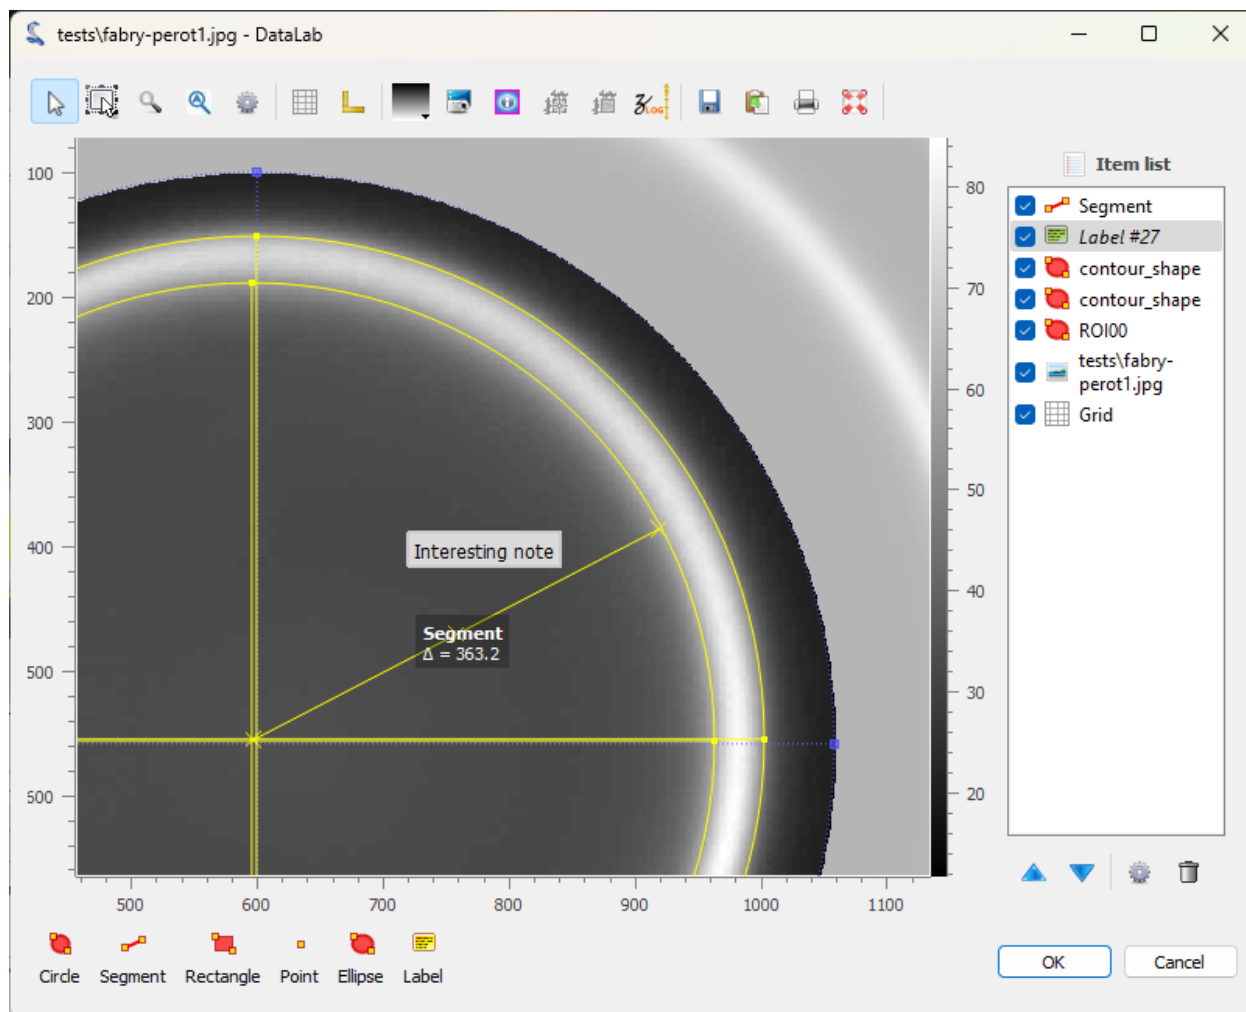 tests\fabry-perot1.jpg - DataLab
LOG
Item list
Segment
Label #27
contour_shape
contour_shape
ROI00
tests\fabry-
perot1.jpg
Grid
100
200
300
400
500
500
80
70
60
50
40
30
20
Interesting note
Segment
Δ = 363.2
500
600
700
800
900
1000
1100
Circle
Segment
Rectangle
Point
Ellipse
Label
OK
Cancel